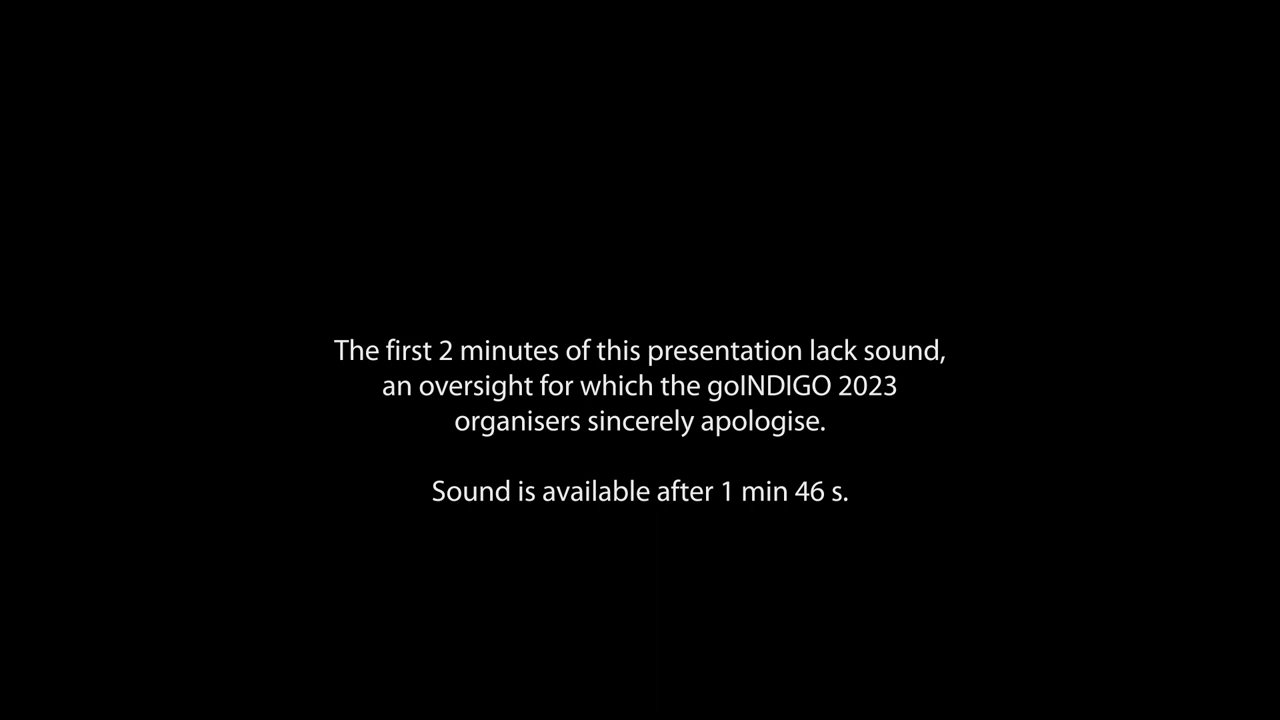 The first 2 minutes of this presentation lack sound,
an oversight for which the goINDIGO 2023
organisers sincerely apologise.
Sound is available after 1 min 46 s.